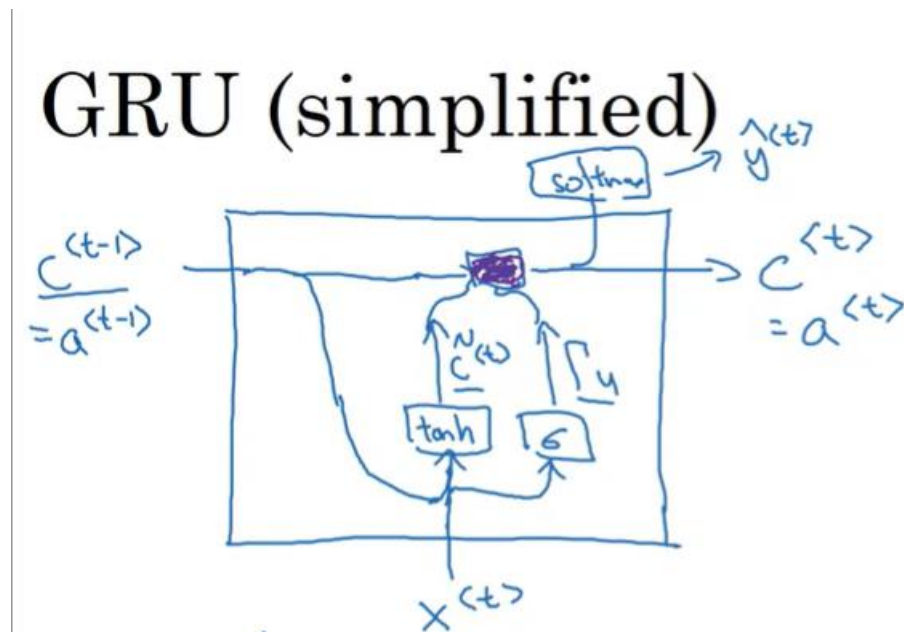 GRU (simplified)
softmax
ŷ<t>
c<t-1>
= a<t-1>
c<t>
= a<t>
c̃<t>
Γu
tanh
σ
x<t>